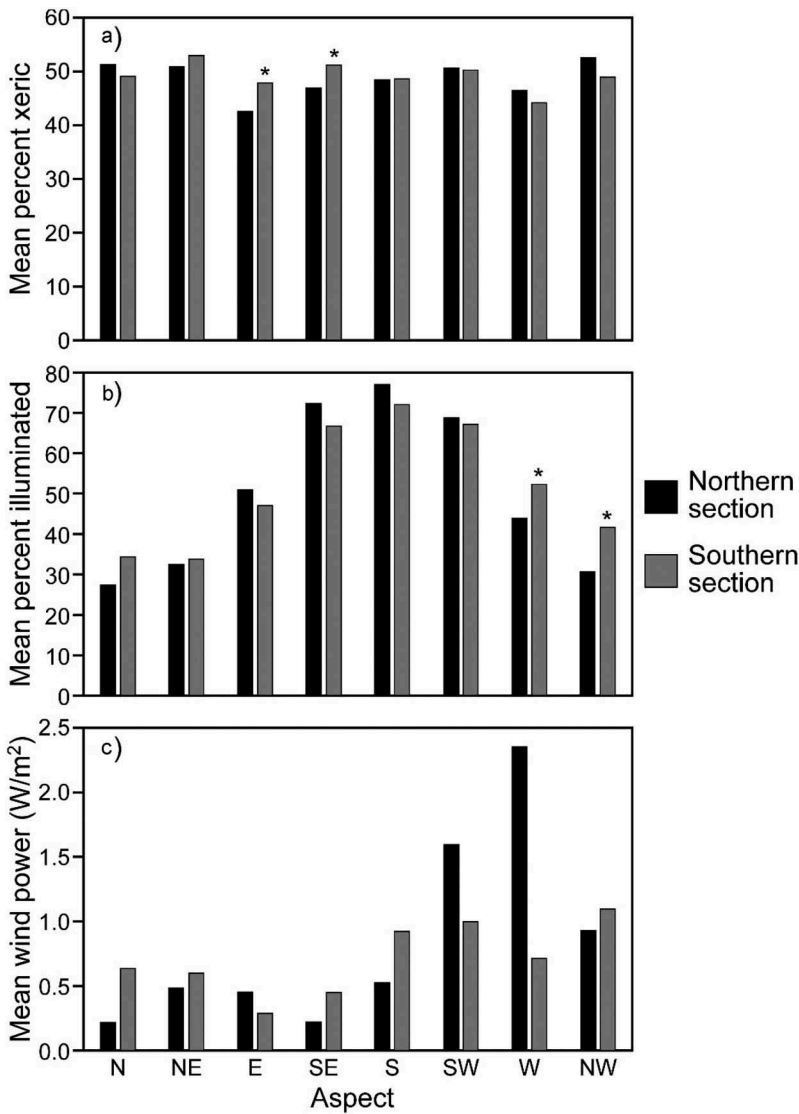 a)
Mean percent xeric
60
50
40
30
20
10
0
* *
b)
Mean percent illuminated
80
70
60
50
40
30
20
10
0
* *
Northern
section
Southern
section
c)
Mean wind power (W/m²)
2.5
2.0
1.5
1.0
0.5
0.0
N NE E SE S SW W NW
Aspect